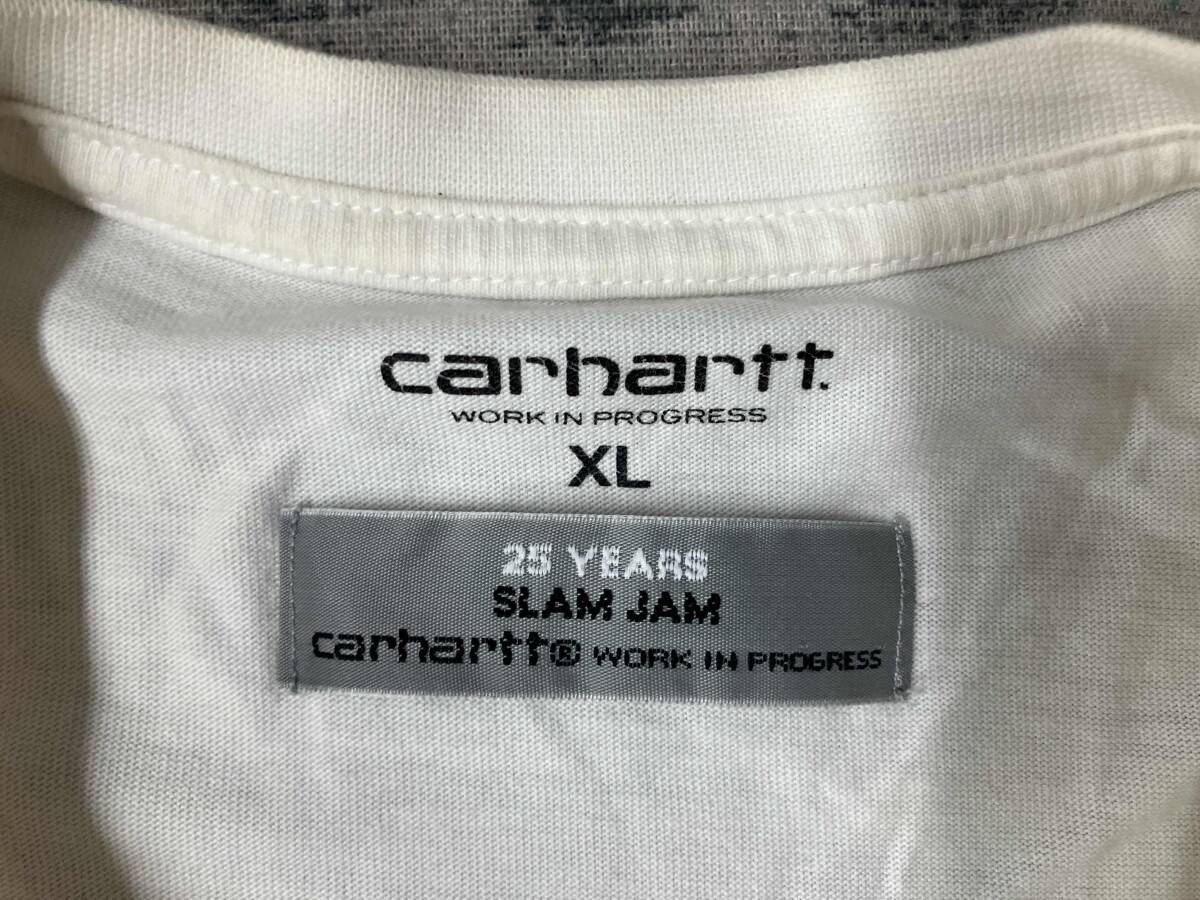 carhartt.
WORK IN PROGRESS
XL
25 YEARS
SLAM JAM
carhartt® WORK IN PROGRESS